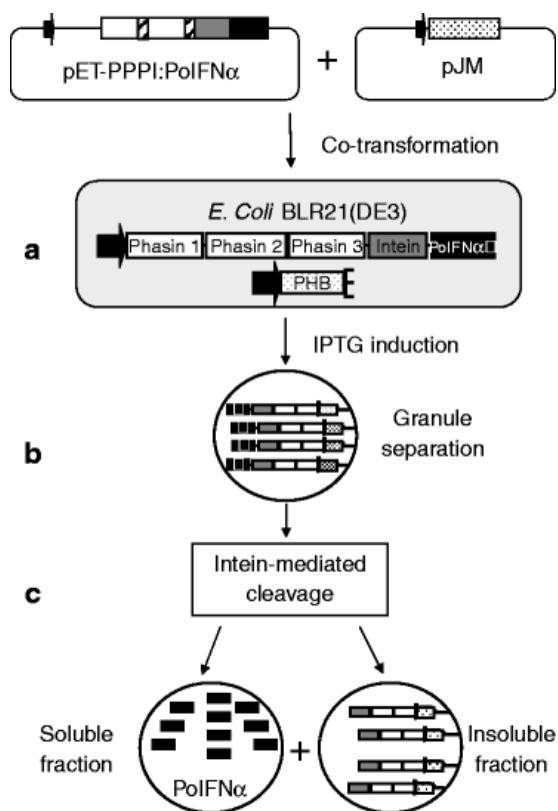 pET-PPPI:PoIFNα
+
pJM
Co-transformation
E. Coli BLR21(DE3)
a
Phasin 1 Phasin 2 Phasin 3 Intein PoIFNα
PHB
IPTG induction
b
Granule
separation
c
Intein-mediated
cleavage
Soluble
fraction
PoIFNα
+
Insoluble
fraction